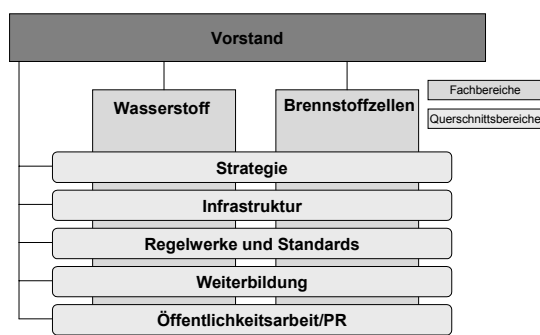 Vorstand
Wasserstoff
Brennstoffzellen
Fachbereiche
Querschnittsbereiche
Strategie
Infrastruktur
Regelwerke und Standards
Weiterbildung
Öffentlichkeitsarbeit/PR